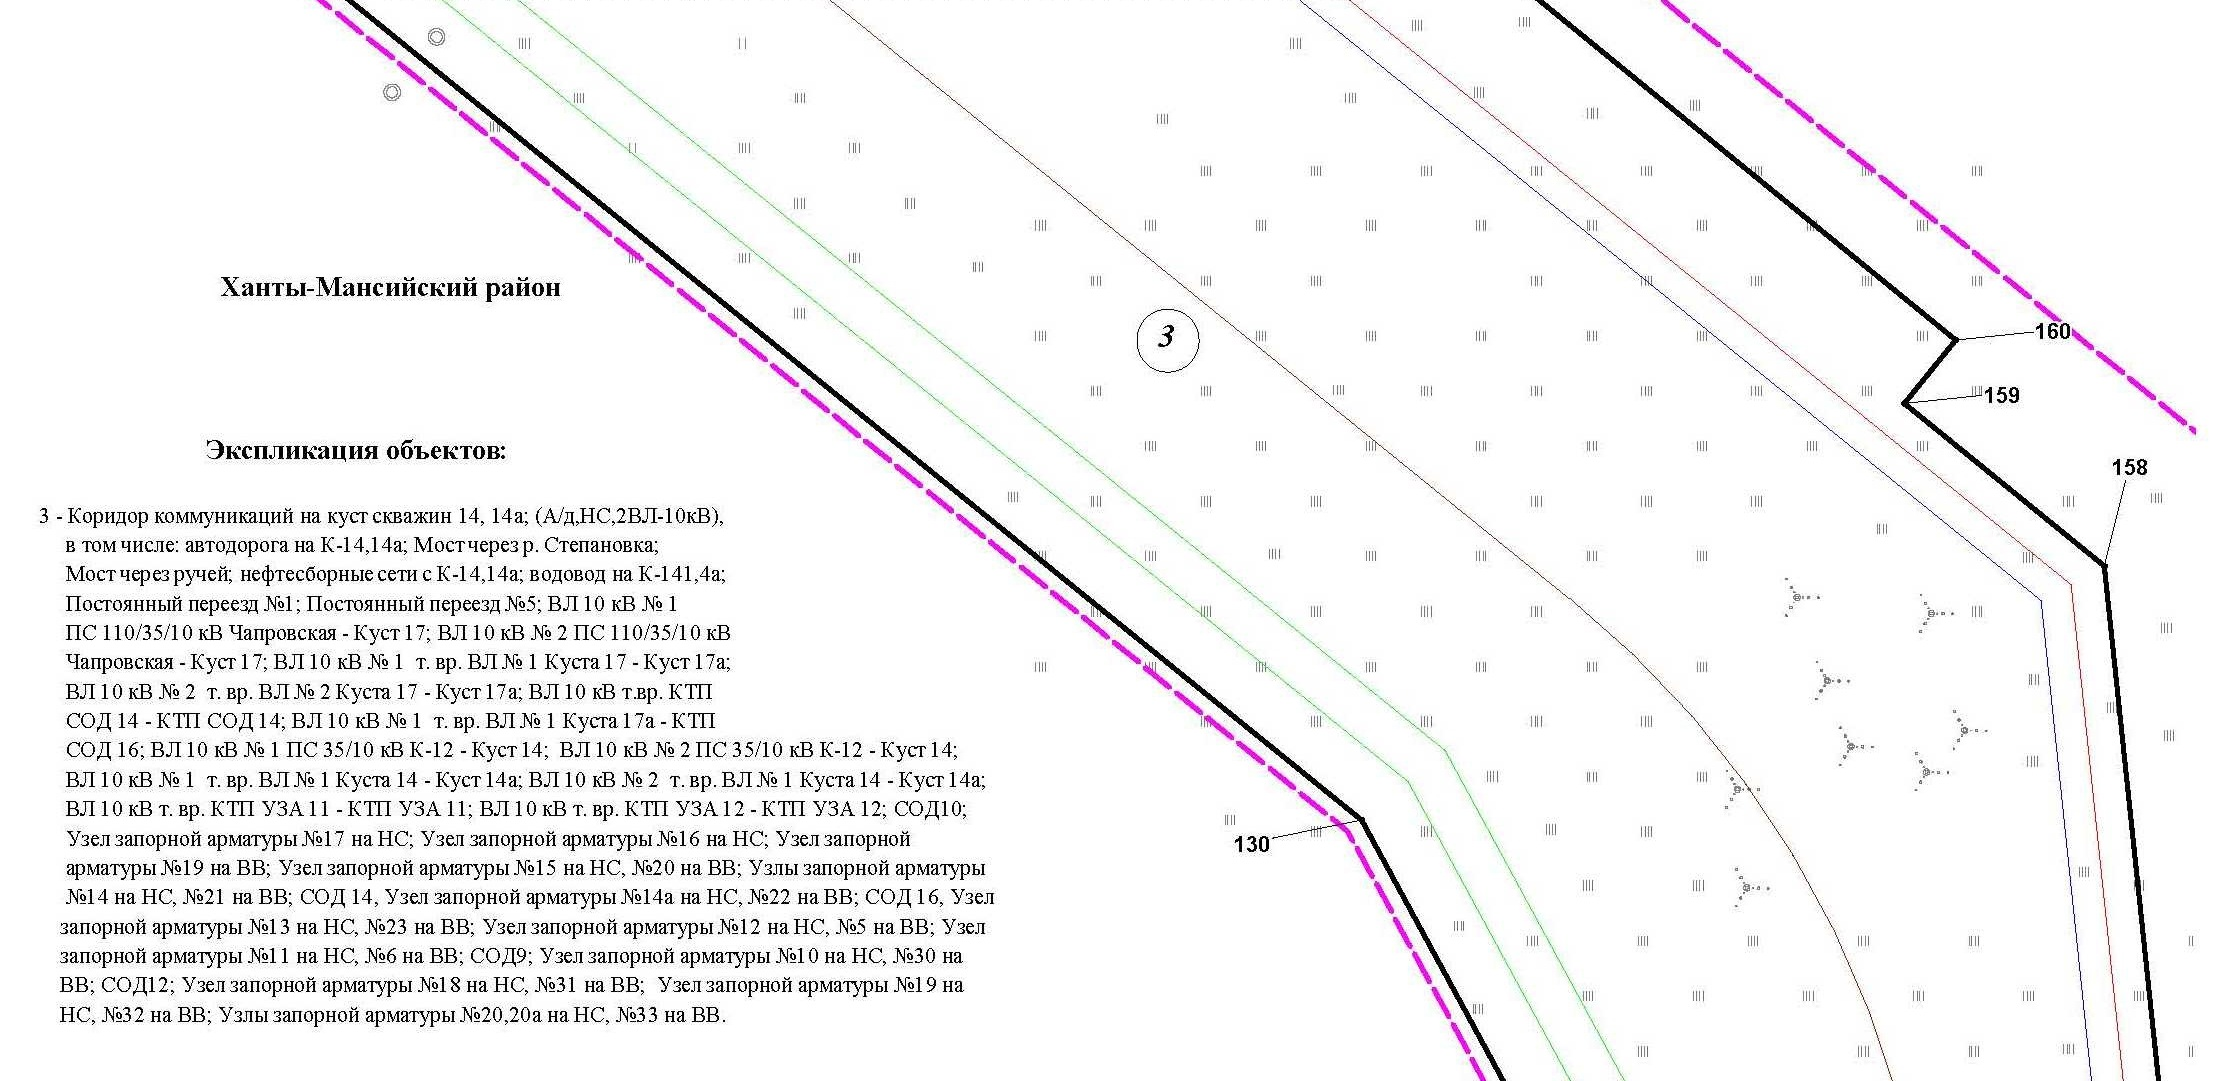 Ханты-Мансийский район
3
160
159
158
130
Экспликация объектов:
3 - Коридор коммуникаций на куст скважин 14, 14а; (А/д,НС,2ВЛ-10кВ),
в том числе: автодорога на К-14,14а; Мост через р. Степановка;
Мост через ручей; нефтесборные сети с К-14,14а; водовод на К-141,4а;
Постоянный переезд №1; Постоянный переезд №5; ВЛ 10 кВ № 1
ПС 110/35/10 кВ Чапровская - Куст 17; ВЛ 10 кВ № 2 ПС 110/35/10 кВ
Чапровская - Куст 17; ВЛ 10 кВ № 1 т. вр. ВЛ № 1 Куста 17 - Куст 17а;
ВЛ 10 кВ № 2 т. вр. ВЛ № 2 Куста 17 - Куст 17а; ВЛ 10 кВ т.вр. КТП
СОД 14 - КТП СОД 14; ВЛ 10 кВ № 1 т. вр. ВЛ № 1 Куста 17а - КТП
СОД 16; ВЛ 10 кВ № 1 ПС 35/10 кВ К-12 - Куст 14; ВЛ 10 кВ № 2 ПС 35/10 кВ К-12 - Куст 14;
ВЛ 10 кВ № 1 т. вр. ВЛ № 1 Куста 14 - Куст 14а; ВЛ 10 кВ № 2 т. вр. ВЛ № 1 Куста 14 - Куст 14а;
ВЛ 10 кВ т. вр. КТП УЗА 11 - КТП УЗА 11; ВЛ 10 кВ т. вр. КТП УЗА 12 - КТП УЗА 12; СОД10;
Узел запорной арматуры №17 на НС; Узел запорной арматуры №16 на НС; Узел запорной
арматуры №19 на ВВ; Узел запорной арматуры №15 на НС, №20 на ВВ; Узлы запорной арматуры
№14 на НС, №21 на ВВ; СОД 14, Узел запорной арматуры №14а на НС, №22 на ВВ; СОД 16, Узел
запорной арматуры №13 на НС, №23 на ВВ; Узел запорной арматуры №12 на НС, №5 на ВВ; Узел
запорной арматуры №11 на НС, №6 на ВВ; СОД9; Узел запорной арматуры №10 на НС, №30 на
ВВ; СОД12; Узел запорной арматуры №18 на НС, №31 на ВВ; Узел запорной арматуры №19 на
НС, №32 на ВВ; Узлы запорной арматуры №20,20а на НС, №33 на ВВ.